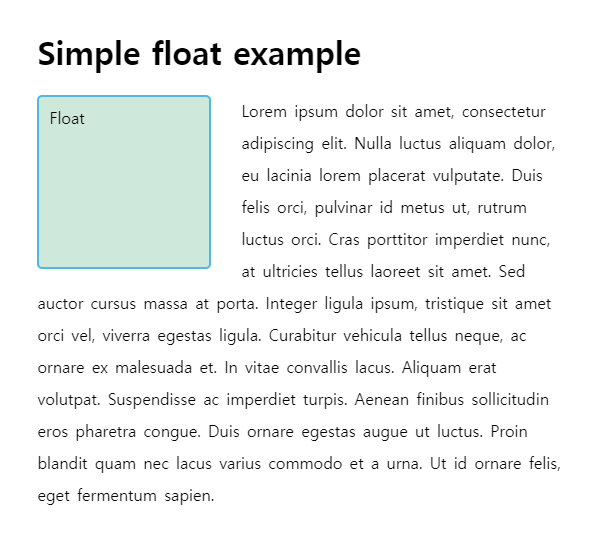 Simple float example
Float
Lorem ipsum dolor sit amet, consectetur
adipiscing elit. Nulla luctus aliquam dolor,
eu lacinia lorem placerat vulputate. Duis
felis orci, pulvinar id metus ut, rutrum
luctus orci. Cras porttitor imperdiet nunc,
at ultricies tellus laoreet sit amet. Sed
auctor cursus massa at porta. Integer ligula ipsum, tristique sit amet
orci vel, viverra egestas ligula. Curabitur vehicula tellus neque, ac
ornare ex malesuada et. In vitae convallis lacus. Aliquam erat
volutpat. Suspendisse ac imperdiet turpis. Aenean finibus sollicitudin
eros pharetra congue. Duis ornare egestas augue ut luctus. Proin
blandit quam nec lacus varius commodo et a urna. Ut id ornare felis,
eget fermentum sapien.